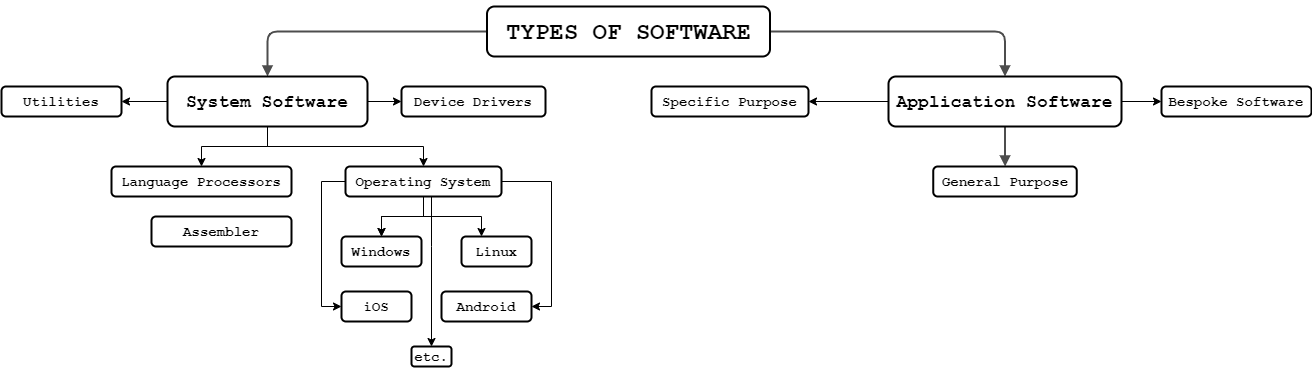 TYPES OF SOFTWARE
Utilities
System Software
Device Drivers
Specific Purpose
Application Software
Bespoke Software
Language Processors
Operating System
General Purpose
Assembler
Windows
Linux
iOS
Android
etc.